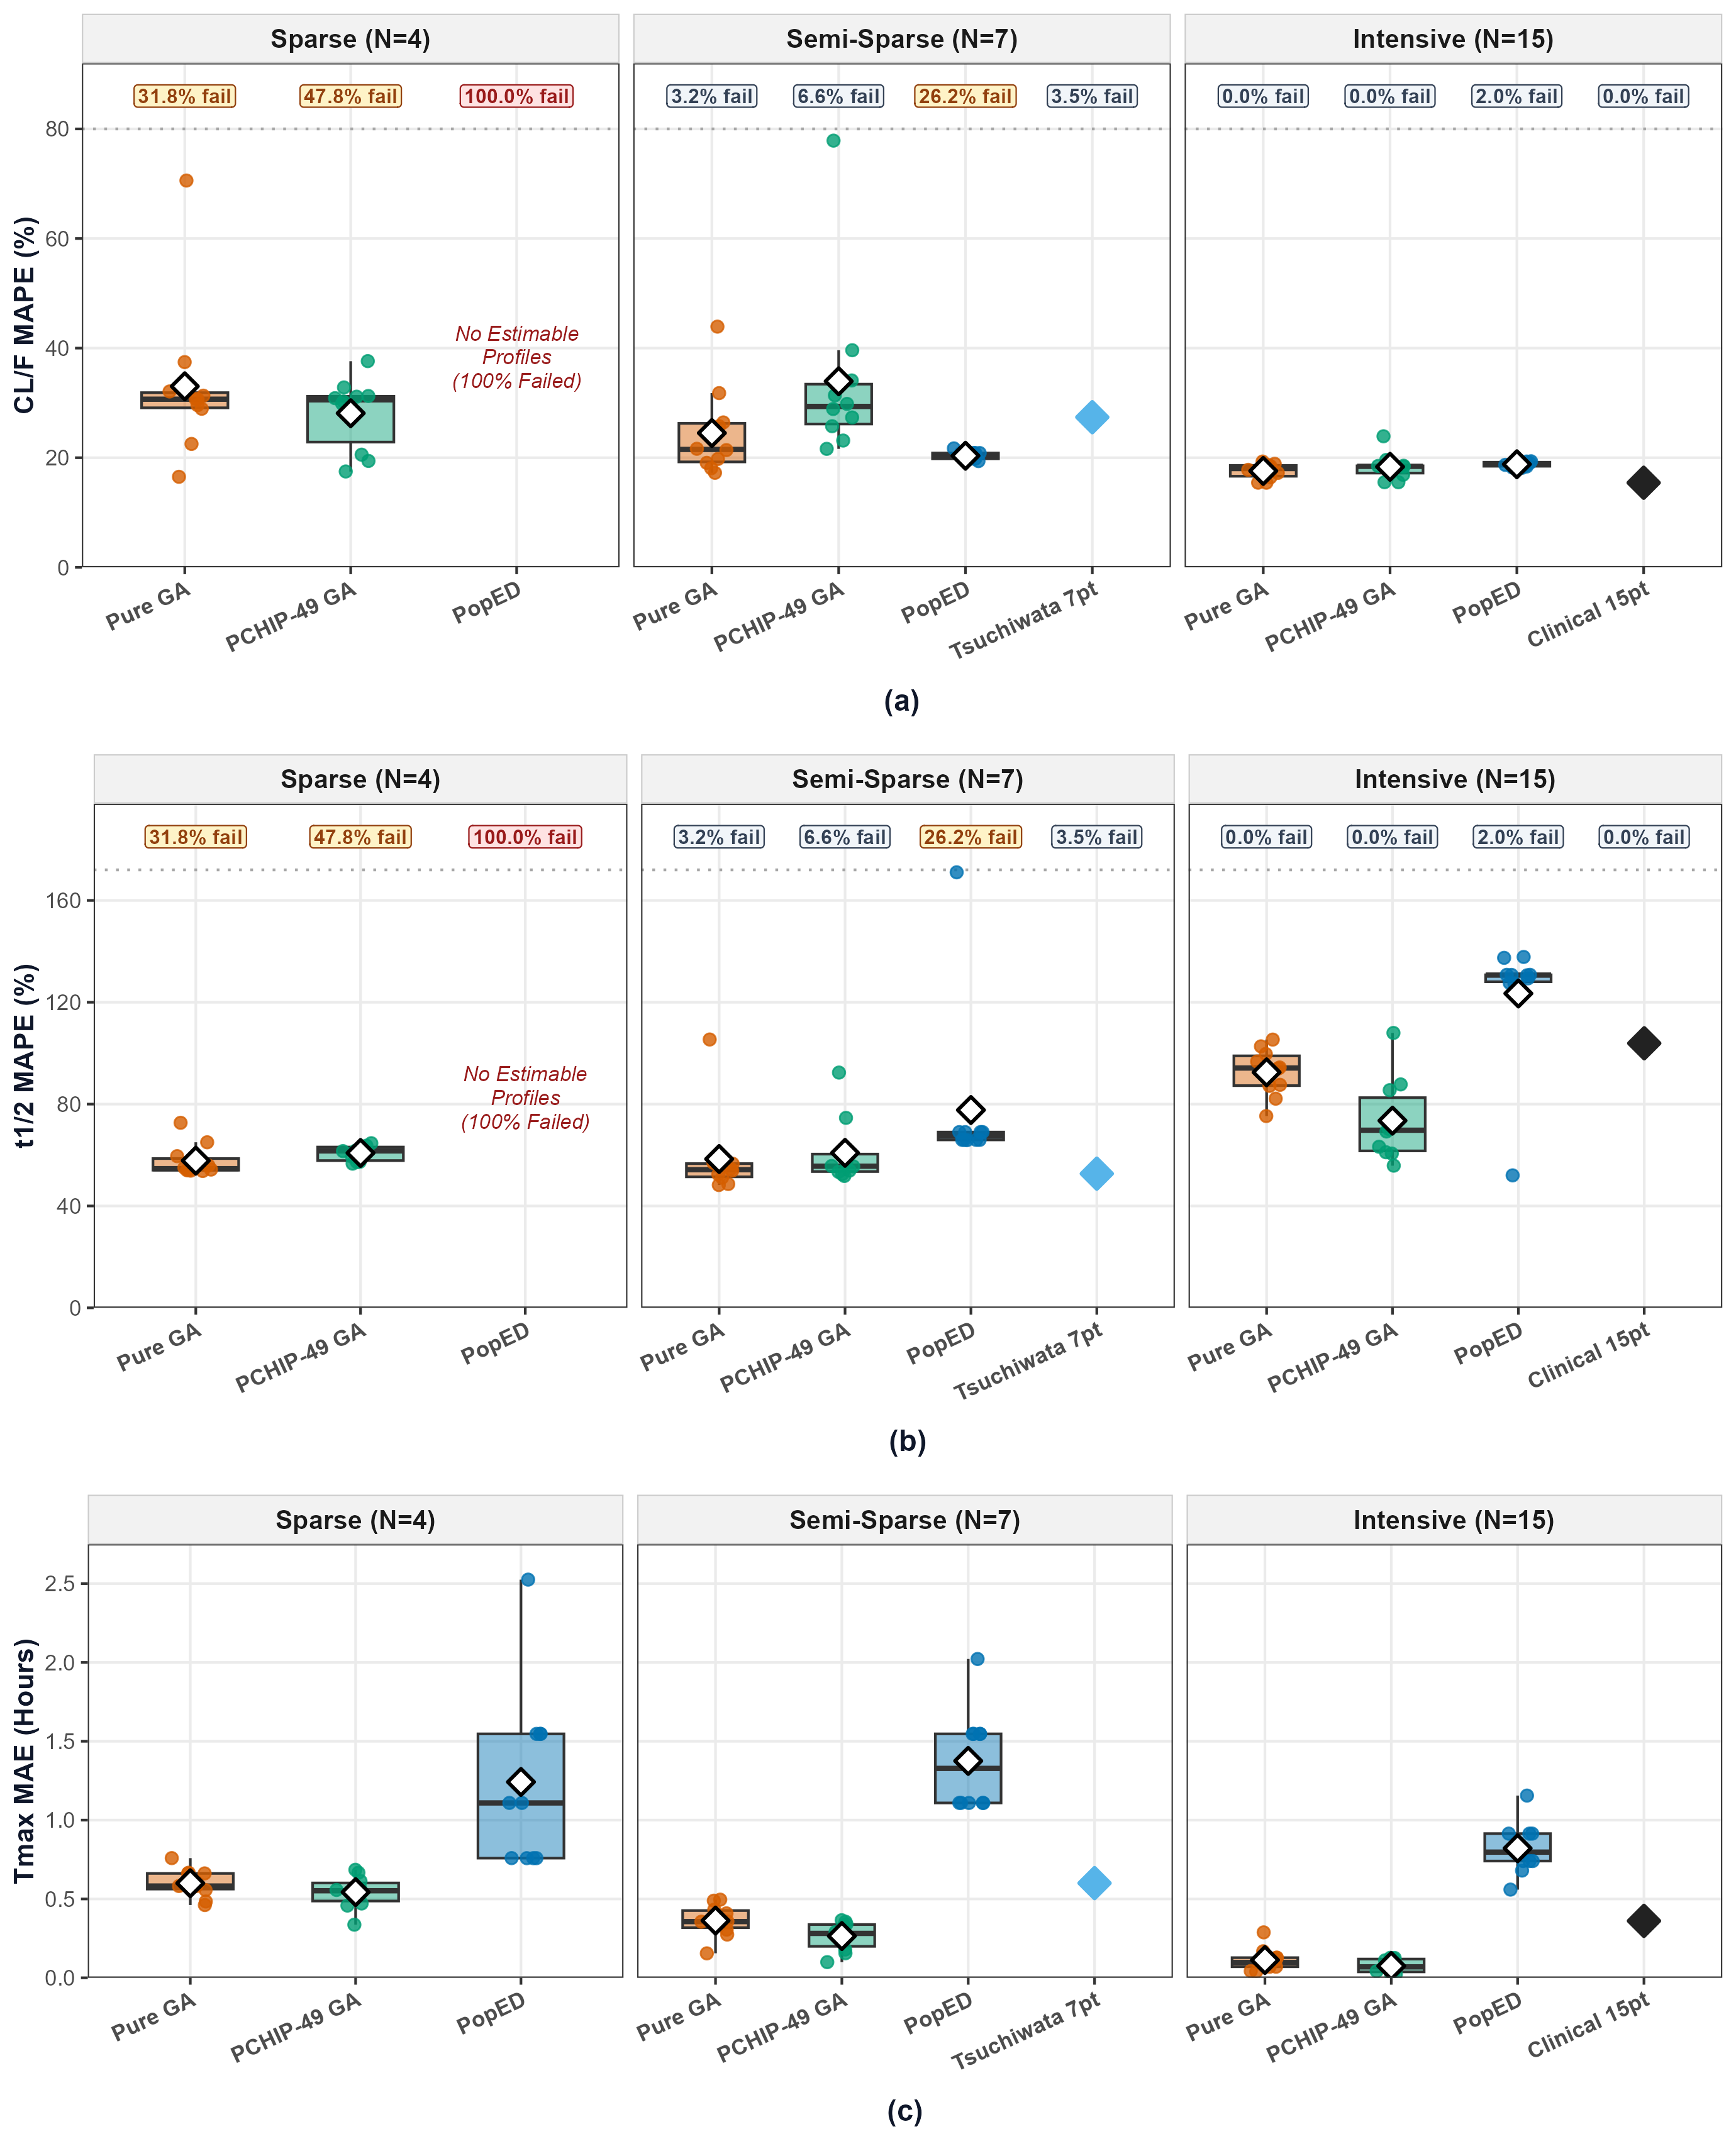 Sparse (N=4)
Semi-Sparse (N=7)
Intensive (N=15)
31.8% fail
47.8% fail
100.0% fail
3.2% fail
6.6% fail
26.2% fail
3.5% fail
0.0% fail
0.0% fail
2.0% fail
0.0% fail
CL/F MAPE (%)
80
60
40
20
0
No Estimable
Profiles
(100% Failed)
Pure GA
PCHIP-49 GA
PopED
Pure GA
PCHIP-49 GA
PopED
Tsuchiwata 7pt
Pure GA
PCHIP-49 GA
PopED
Clinical 15pt
(a)
Sparse (N=4)
Semi-Sparse (N=7)
Intensive (N=15)
31.8% fail
47.8% fail
100.0% fail
3.2% fail
6.6% fail
26.2% fail
3.5% fail
0.0% fail
0.0% fail
2.0% fail
0.0% fail
t1/2 MAPE (%)
160
120
80
40
0
No Estimable
Profiles
(100% Failed)
Pure GA
PCHIP-49 GA
PopED
Pure GA
PCHIP-49 GA
PopED
Tsuchiwata 7pt
Pure GA
PCHIP-49 GA
PopED
Clinical 15pt
(b)
Sparse (N=4)
Semi-Sparse (N=7)
Intensive (N=15)
Tmax MAE (Hours)
2.5
2.0
1.5
1.0
0.5
0.0
Pure GA
PCHIP-49 GA
PopED
Pure GA
PCHIP-49 GA
PopED
Tsuchiwata 7pt
Pure GA
PCHIP-49 GA
PopED
Clinical 15pt
(c)